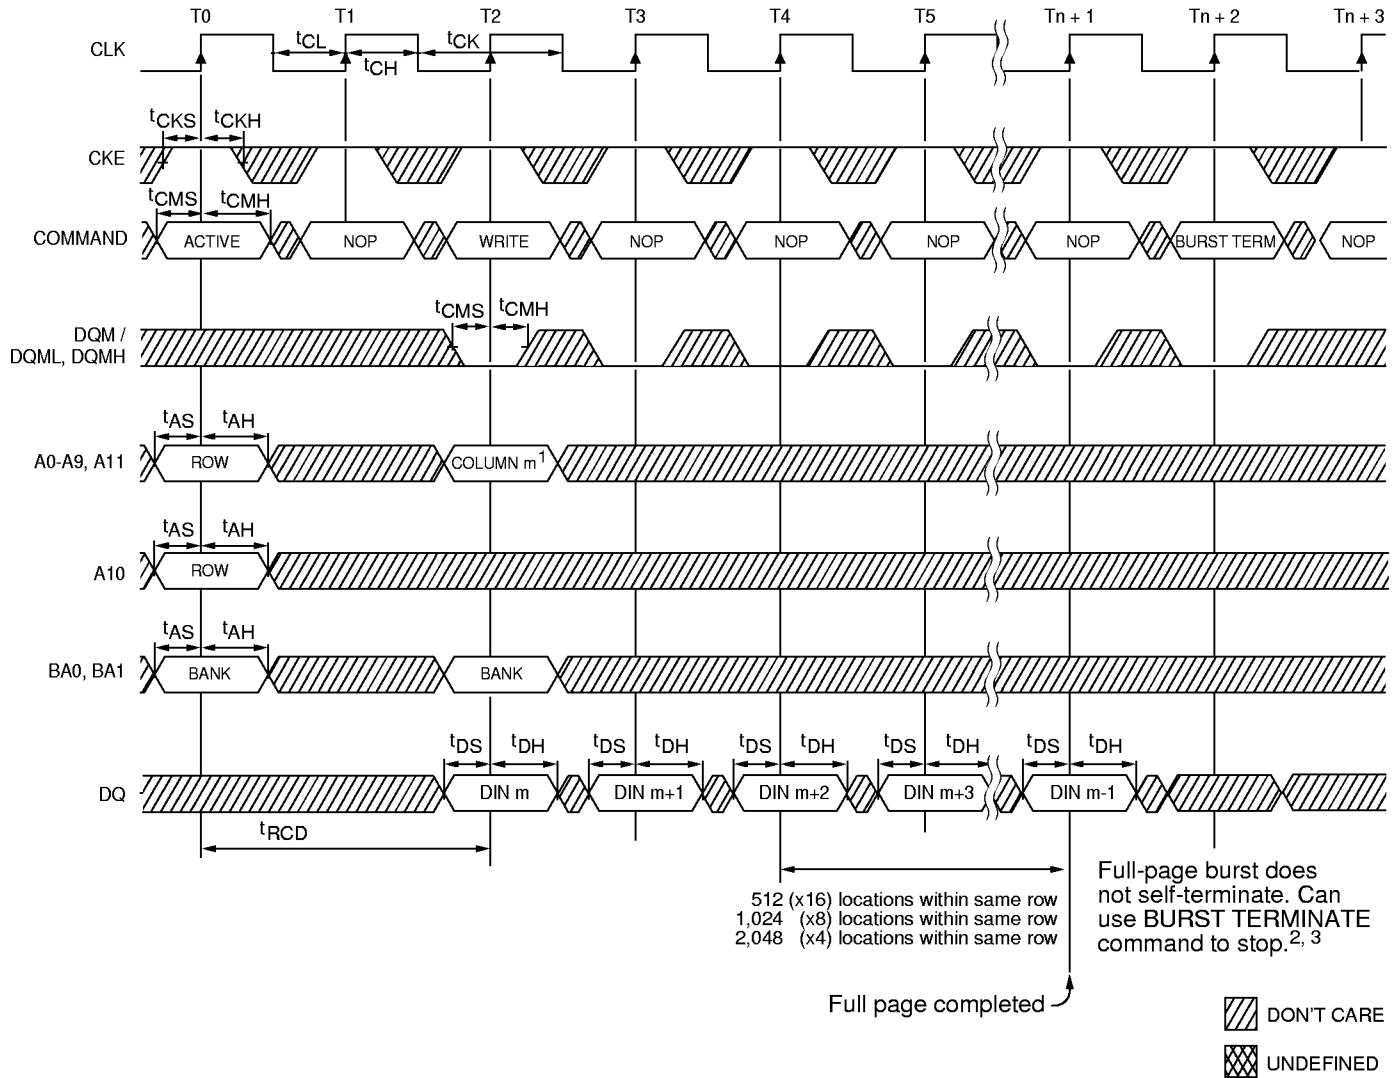 T0 T1 T2 T3 T4 T5 Tn + 1 Tn + 2 Tn + 3
CLK tCL tCH tCK
tCKS tCKH
CKE
tCMS tCMH
COMMAND ACTIVE NOP WRITE NOP NOP NOP NOP BURST TERM NOP
tCMS tCMH
DQM /
DQML, DQMH
tAS tAH
A0-A9, A11 ROW COLUMN m1
tAS tAH
A10 ROW
tAS tAH
BA0, BA1 BANK BANK
tDS tDH tDS tDH tDS tDH tDS tDH tDS tDH
DQ DIN m DIN m+1 DIN m+2 DIN m+3 DIN m-1
tRCD
512 (x16) locations within same row
1,024 (x8) locations within same row
2,048 (x4) locations within same row
Full-page burst does
not self-terminate. Can
use BURST TERMINATE
command to stop.2, 3
Full page completed
DON'T CARE
UNDEFINED